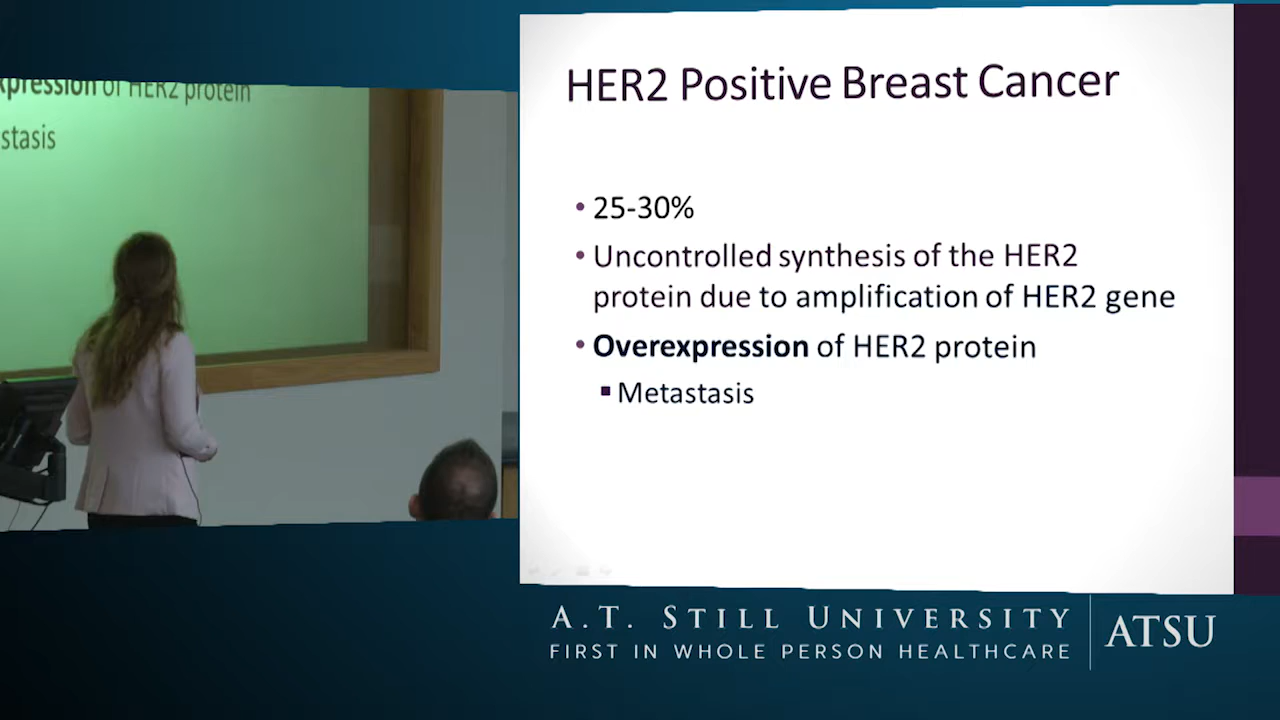 xpression of HER2 protein
stasis
HER2 Positive Breast Cancer
• 25-30%
• Uncontrolled synthesis of the HER2
protein due to amplification of HER2 gene
• Overexpression of HER2 protein
▪ Metastasis
A.T. STILL UNIVERSITY
FIRST IN WHOLE PERSON HEALTHCARE
ATSU